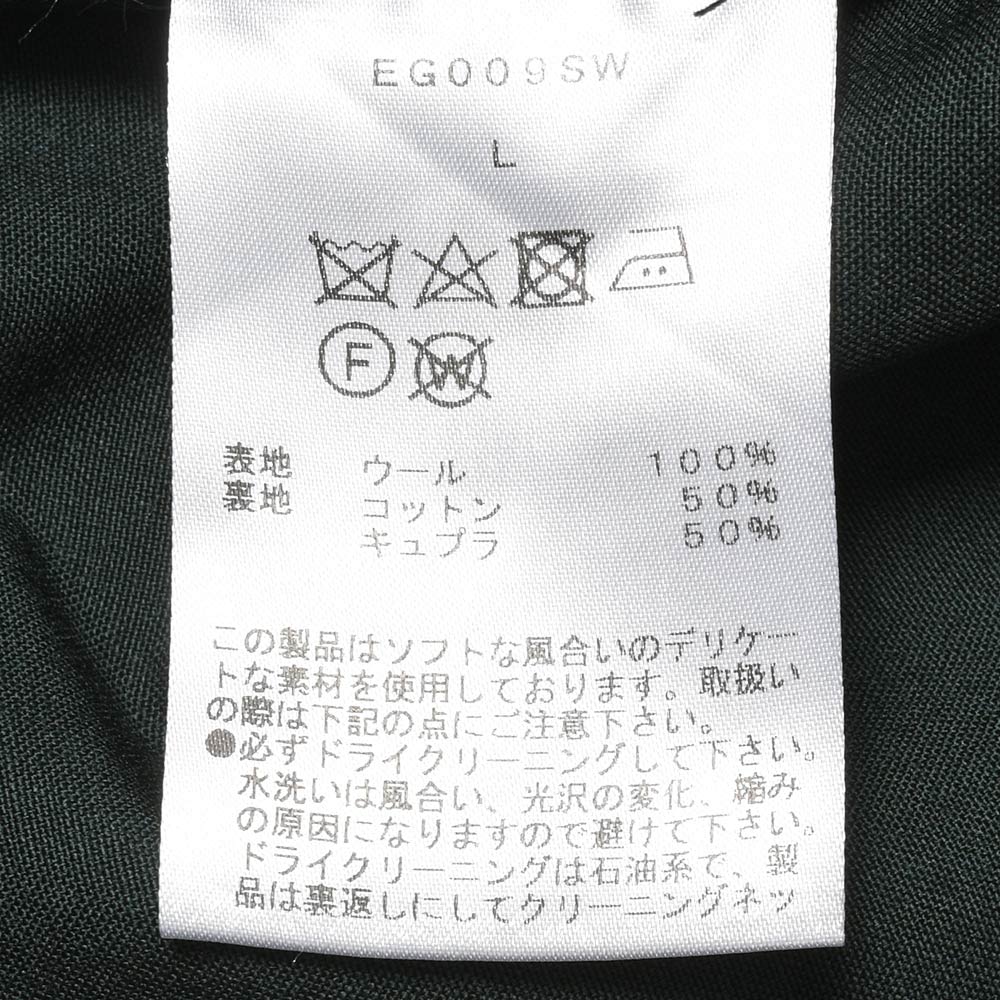 EG009SW
L
F W
表地 ウール 100%
裏地 コットン 50%
キュプラ 50%
この製品はソフトな風合いのデリケー
トな素材を使用しております。取扱い
の際は下記の点にご注意下さい。
●必ずドライクリーニングして下さい。
水洗いは風合い、光沢の変化、縮み
の原因になりますので避けて下さい。
ドライクリーニングは石油系で、製
品は裏返しにしてクリーニングネッ